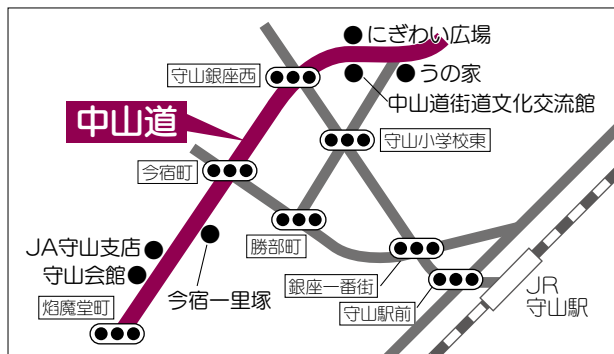 にぎわい広場
守山銀座西
うの家
中山道街道文化交流館
中山道
守山小学校東
今宿町
勝部町
JA守山支店
守山会館
今宿一里塚
銀座一番街
焰魔堂町
守山駅前
JR
守山駅